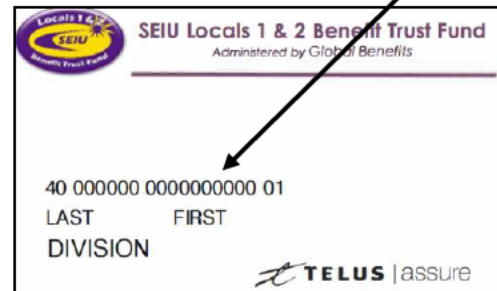 Locals 1 & 2
SEIU
Benefit Trust Fund
SEIU Locals 1 & 2 Benefit Trust Fund
Administered by Global Benefits
40 000000 0000000000 01
LAST FIRST
DIVISION
TELUS | assure